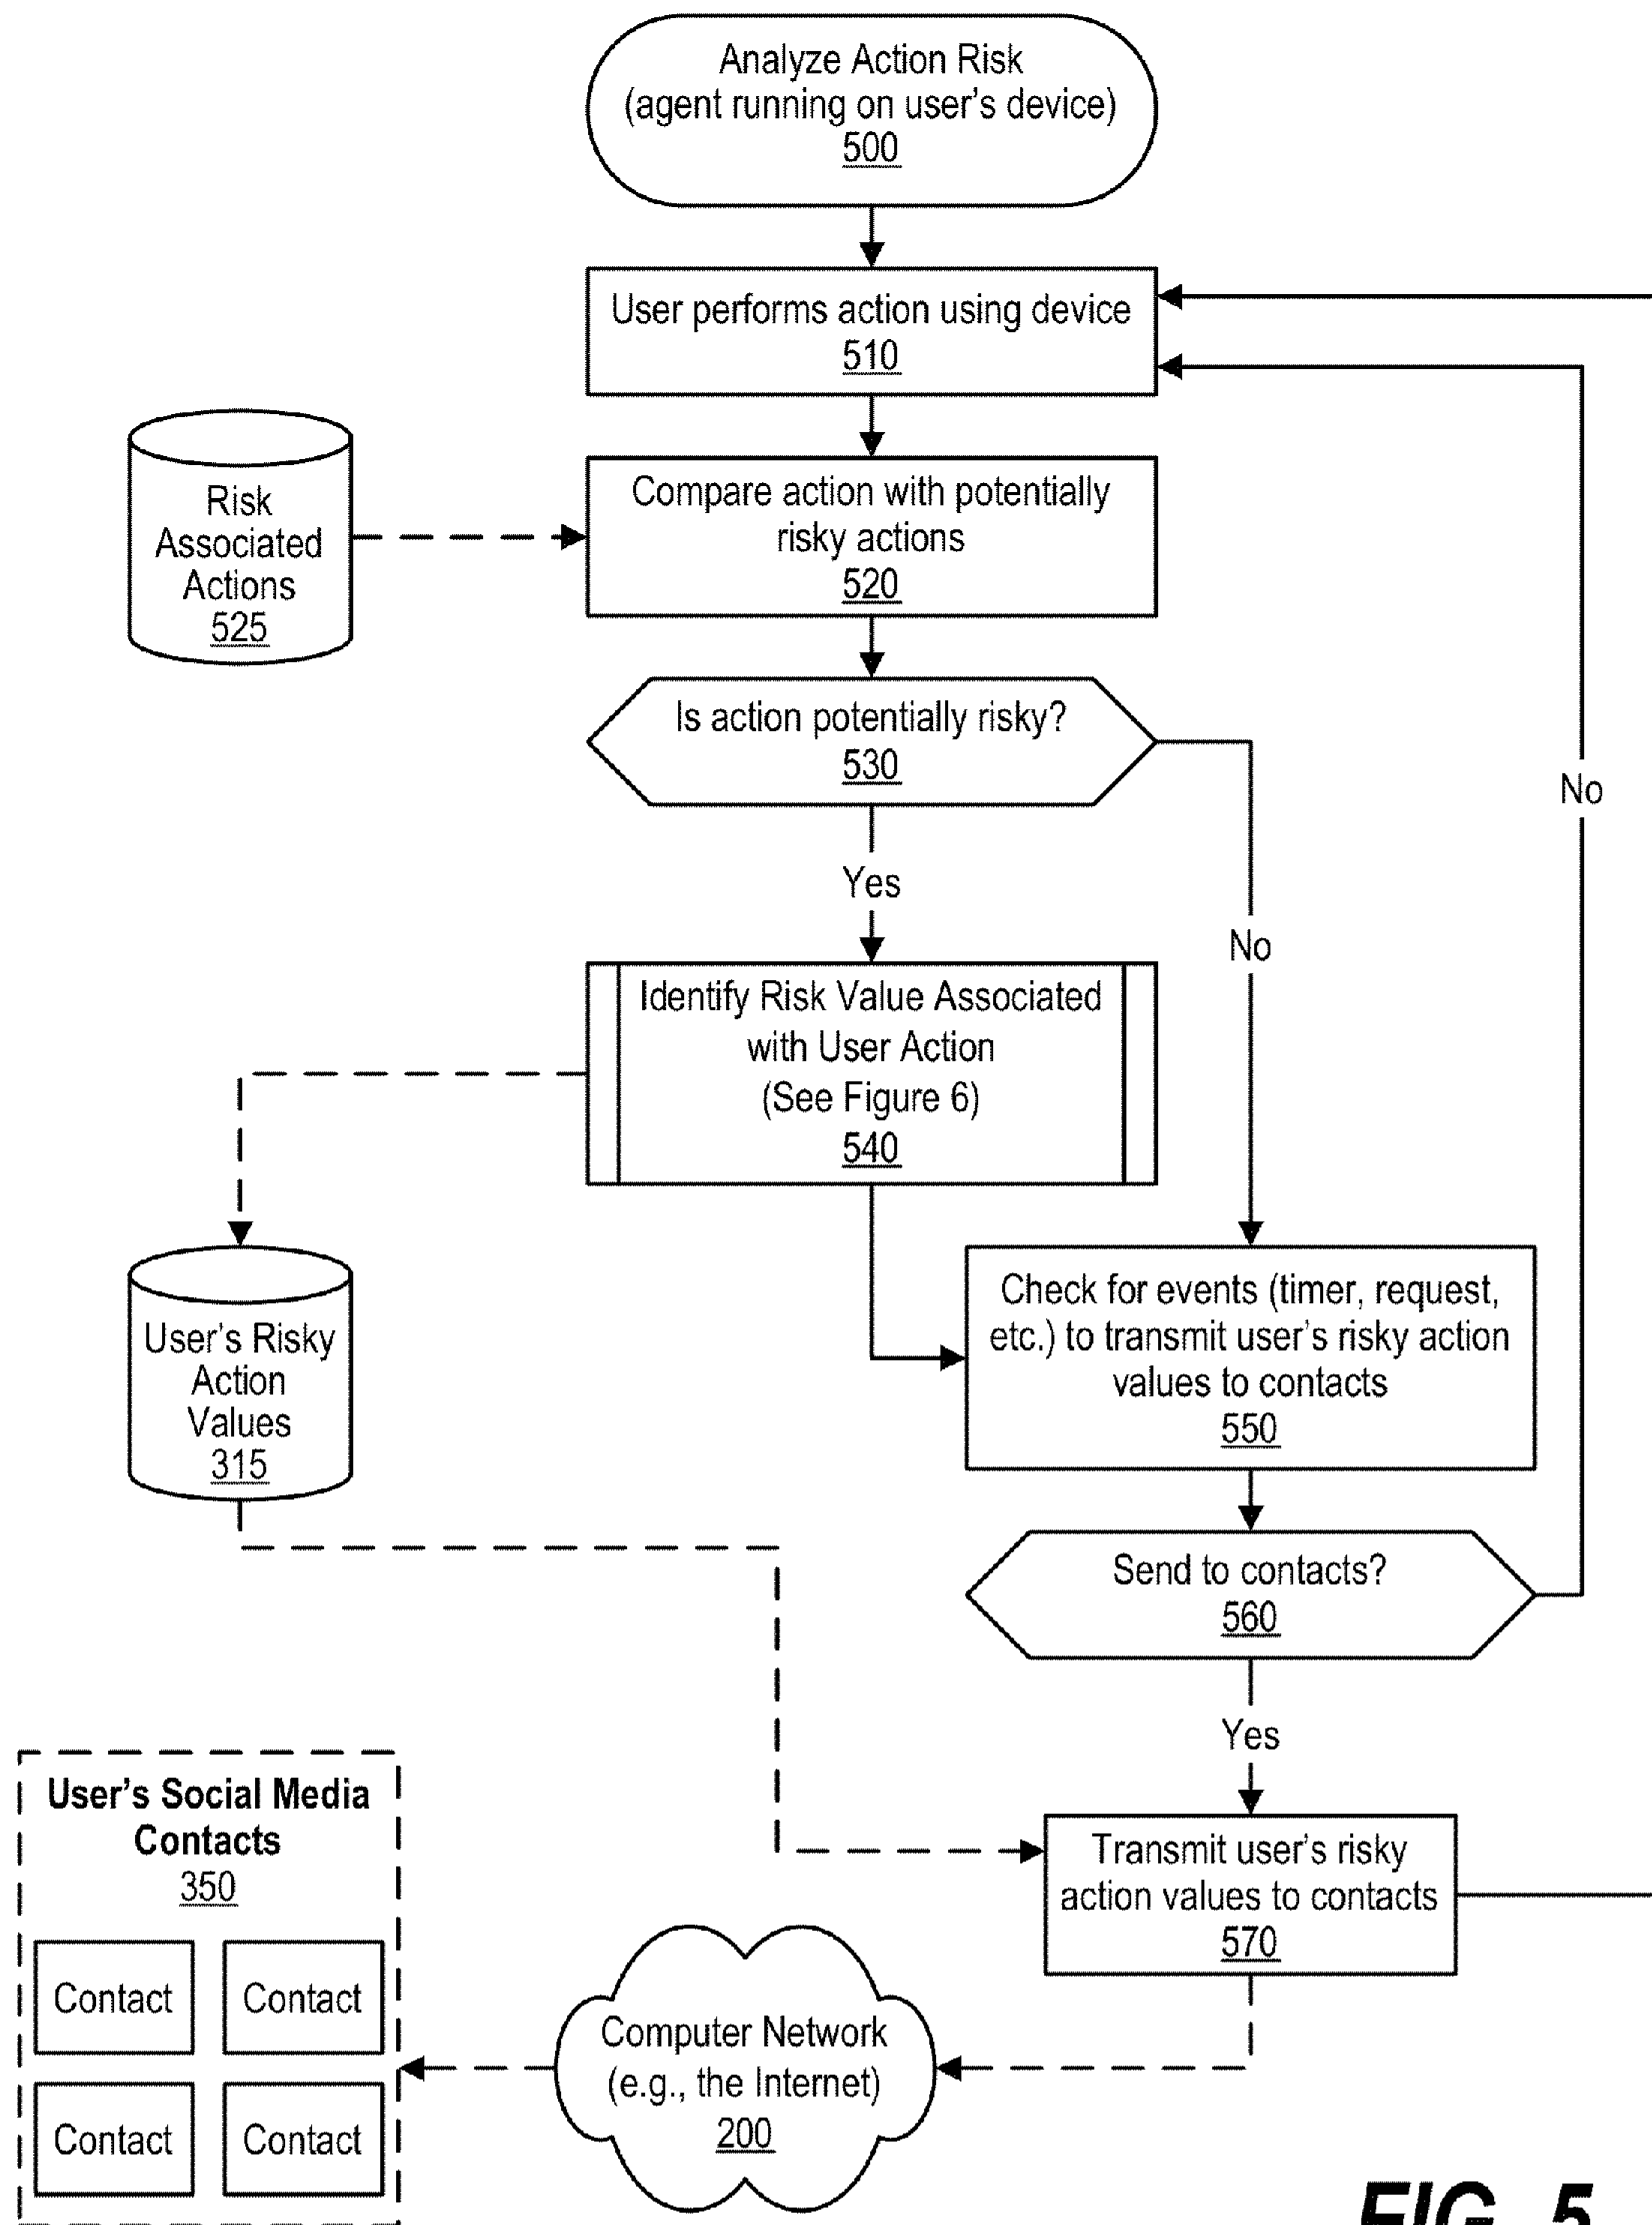 Analyze Action Risk
(agent running on user's device)
500
User performs action using device
510
Risk
Associated
Actions
525
Compare action with potentially
risky actions
520
Is action potentially risky?
530
No
Yes
No
Identify Risk Value Associated
with User Action
(See Figure 6)
540
User's Risky
Action
Values
315
Check for events (timer, request,
etc.) to transmit user's risky action
values to contacts
550
Send to contacts?
560
Yes
User's Social Media
Contacts
350
Contact
Contact
Contact
Contact
Transmit user's risky
action values to contacts
570
Computer Network
(e.g., the Internet)
200
FIG. 5